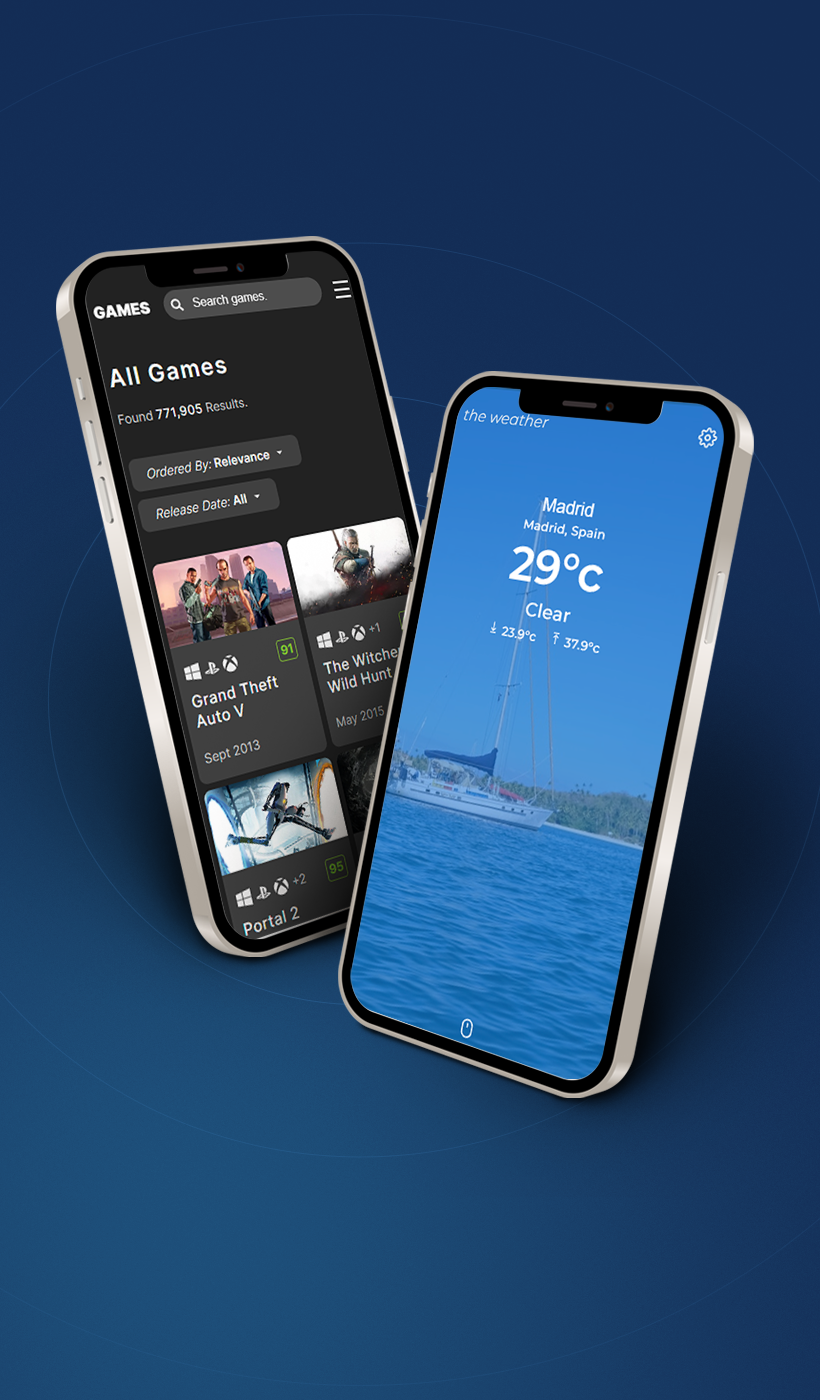 GAMES
Search games.
All Games
Found 771,905 Results.
Ordered By: Relevance
Release Date: All
91
Grand Theft
Auto V
Sept 2013
+1
The Witcher
Wild Hunt
May 2015
95
+2
Portal 2
the weather
Madrid
Madrid, Spain
29°c
Clear
23.9°c 37.9°c